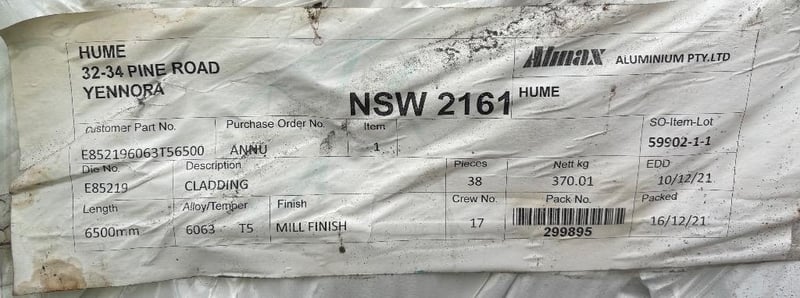 HUME
32-34 PINE ROAD
YENNORA
NSW 2161
Almax ALUMINIUM PTY.LTD
HUME
Customer Part No. Purchase Order No. Item SO-Item-Lot
E852196063T56500 ANNU 1 59902-1-1
Die No. Description Pieces Nett kg EDD
E85219 CLADDING 38 370.01 10/12/21
Length Alloy/Temper Finish Crew No. Pack No. Packed
6500mm 6063 T5 MILL FINISH 17 299895 16/12/21